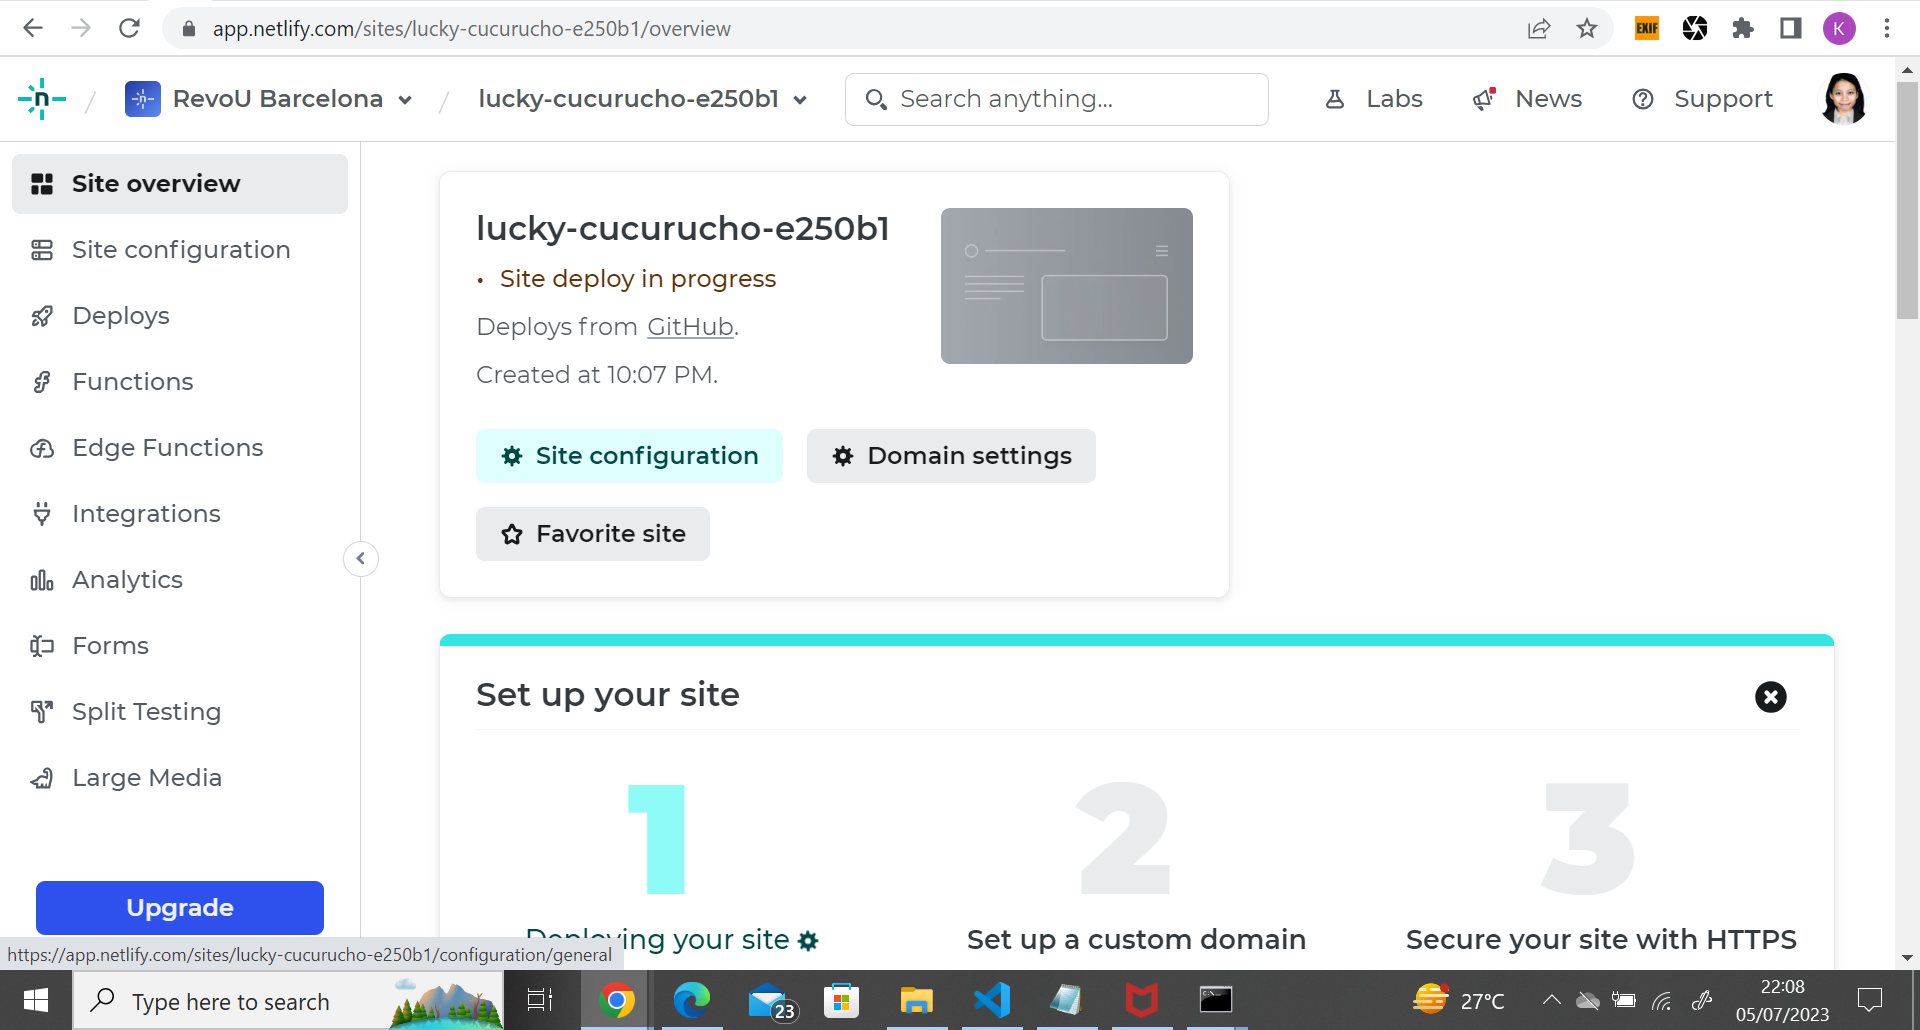 app.netlify.com/sites/lucky-cucurucho-e250b1/overview
EXIF
K
n
RevoU Barcelona
lucky-cucurucho-e250b1
Search anything...
Labs
News
Support
Site overview
Site configuration
Deploys
Functions
Edge Functions
Integrations
Analytics
Forms
Split Testing
Large Media
Upgrade
lucky-cucurucho-e250b1
Site deploy in progress
Deploys from GitHub.
Created at 10:07 PM.
Site configuration
Domain settings
Favorite site
Set up your site
1
2
3
Deploying your site
Set up a custom domain
Secure your site with HTTPS
https://app.netlify.com/sites/lucky-cucurucho-e250b1/configuration/general
Type here to search
23
27°C
22:08
05/07/2023